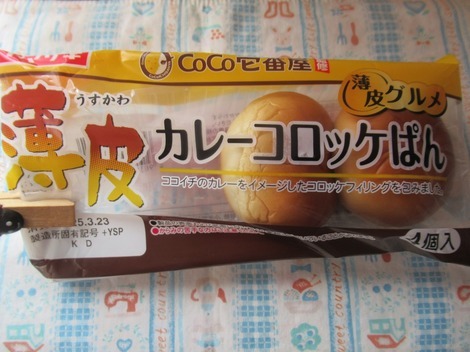 CoCo壱番屋
薄皮グルメ
うすかわ
薄皮
カレーコロッケぱん
ココイチのカレーをイメージしたコロッケフィリングを包みました。
5.3.23
製造所固有記号 +YSP
K D
4個入
sweet country